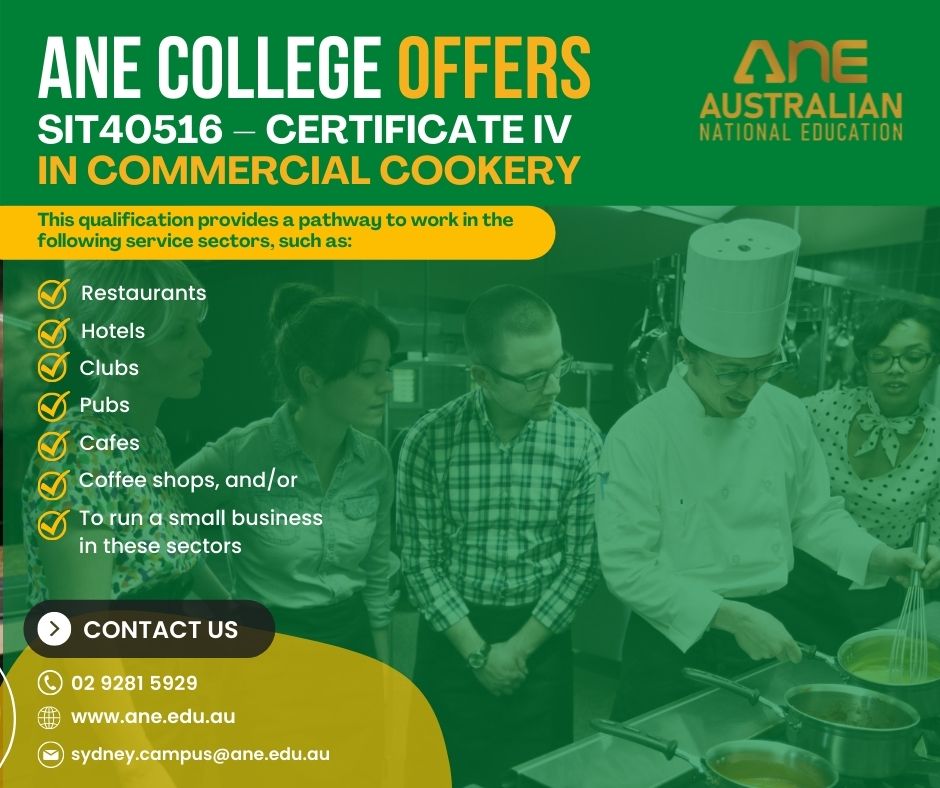 ANE COLLEGE OFFERS
SIT40516 – CERTIFICATE IV
IN COMMERCIAL COOKERY
ANE
AUSTRALIAN
NATIONAL EDUCATION
This qualification provides a pathway to work in the
following service sectors, such as:
Restaurants
Hotels
Clubs
Pubs
Cafes
Coffee shops, and/or
To run a small business
in these sectors
CONTACT US
02 9281 5929
www.ane.edu.au
sydney.campus@ane.edu.au